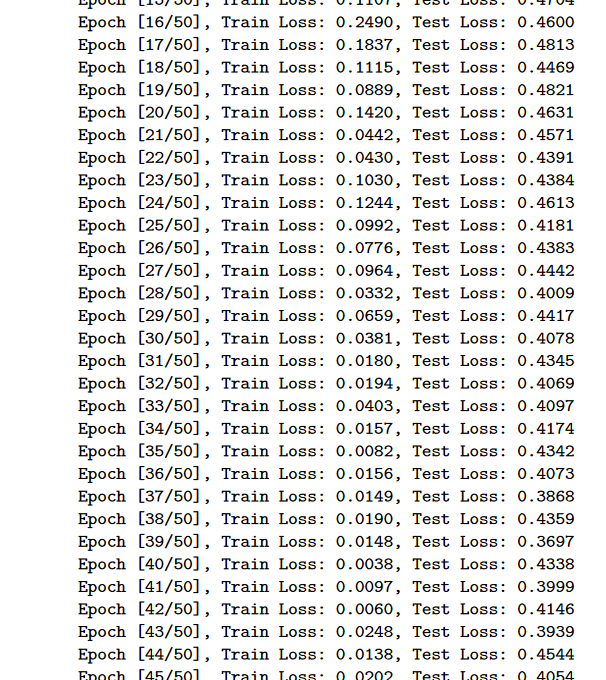 Epoch [15/50], Train Loss: 0.1107, Test Loss: 0.4704
Epoch [16/50], Train Loss: 0.2490, Test Loss: 0.4600
Epoch [17/50], Train Loss: 0.1837, Test Loss: 0.4813
Epoch [18/50], Train Loss: 0.1115, Test Loss: 0.4469
Epoch [19/50], Train Loss: 0.0889, Test Loss: 0.4821
Epoch [20/50], Train Loss: 0.1420, Test Loss: 0.4631
Epoch [21/50], Train Loss: 0.0442, Test Loss: 0.4571
Epoch [22/50], Train Loss: 0.0430, Test Loss: 0.4391
Epoch [23/50], Train Loss: 0.1030, Test Loss: 0.4384
Epoch [24/50], Train Loss: 0.1244, Test Loss: 0.4613
Epoch [25/50], Train Loss: 0.0992, Test Loss: 0.4181
Epoch [26/50], Train Loss: 0.0776, Test Loss: 0.4383
Epoch [27/50], Train Loss: 0.0964, Test Loss: 0.4442
Epoch [28/50], Train Loss: 0.0332, Test Loss: 0.4009
Epoch [29/50], Train Loss: 0.0659, Test Loss: 0.4417
Epoch [30/50], Train Loss: 0.0381, Test Loss: 0.4078
Epoch [31/50], Train Loss: 0.0180, Test Loss: 0.4345
Epoch [32/50], Train Loss: 0.0194, Test Loss: 0.4069
Epoch [33/50], Train Loss: 0.0403, Test Loss: 0.4097
Epoch [34/50], Train Loss: 0.0157, Test Loss: 0.4174
Epoch [35/50], Train Loss: 0.0082, Test Loss: 0.4342
Epoch [36/50], Train Loss: 0.0156, Test Loss: 0.4073
Epoch [37/50], Train Loss: 0.0149, Test Loss: 0.3868
Epoch [38/50], Train Loss: 0.0190, Test Loss: 0.4359
Epoch [39/50], Train Loss: 0.0148, Test Loss: 0.3697
Epoch [40/50], Train Loss: 0.0038, Test Loss: 0.4338
Epoch [41/50], Train Loss: 0.0097, Test Loss: 0.3999
Epoch [42/50], Train Loss: 0.0060, Test Loss: 0.4146
Epoch [43/50], Train Loss: 0.0248, Test Loss: 0.3939
Epoch [44/50], Train Loss: 0.0138, Test Loss: 0.4544
Epoch [45/50], Train Loss: 0.0202, Test Loss: 0.4054